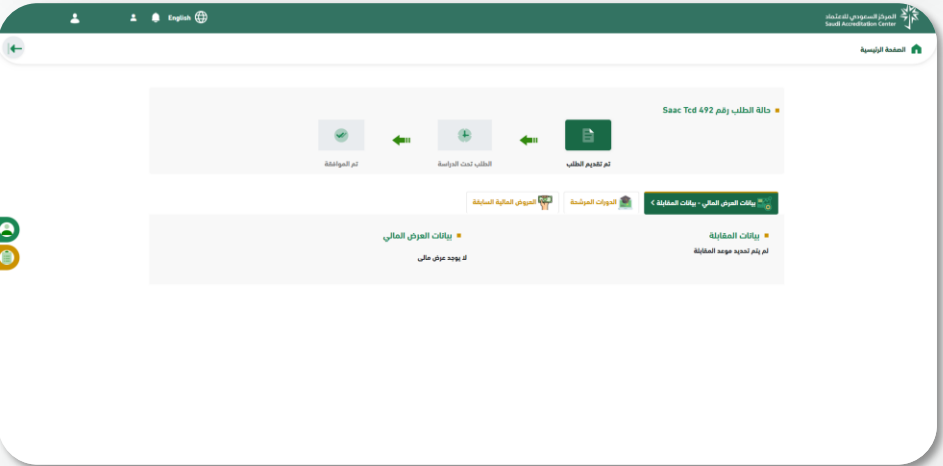 المركز السعودي للاعتماد
Saudi Accreditation Center
English
الصفحة الرئيسية
حالة الطلب رقم Saac Tcd 492
تم تقديم الطلب
الطلب تحت الدراسة
تم الموافقة
بيانات العرض المالي - بيانات المقابلة >
الدورات المرشحة
العروض المالية السابقة
بيانات المقابلة
لم يتم تحديد موعد المقابلة
بيانات العرض المالي
لا يوجد عرض مالى